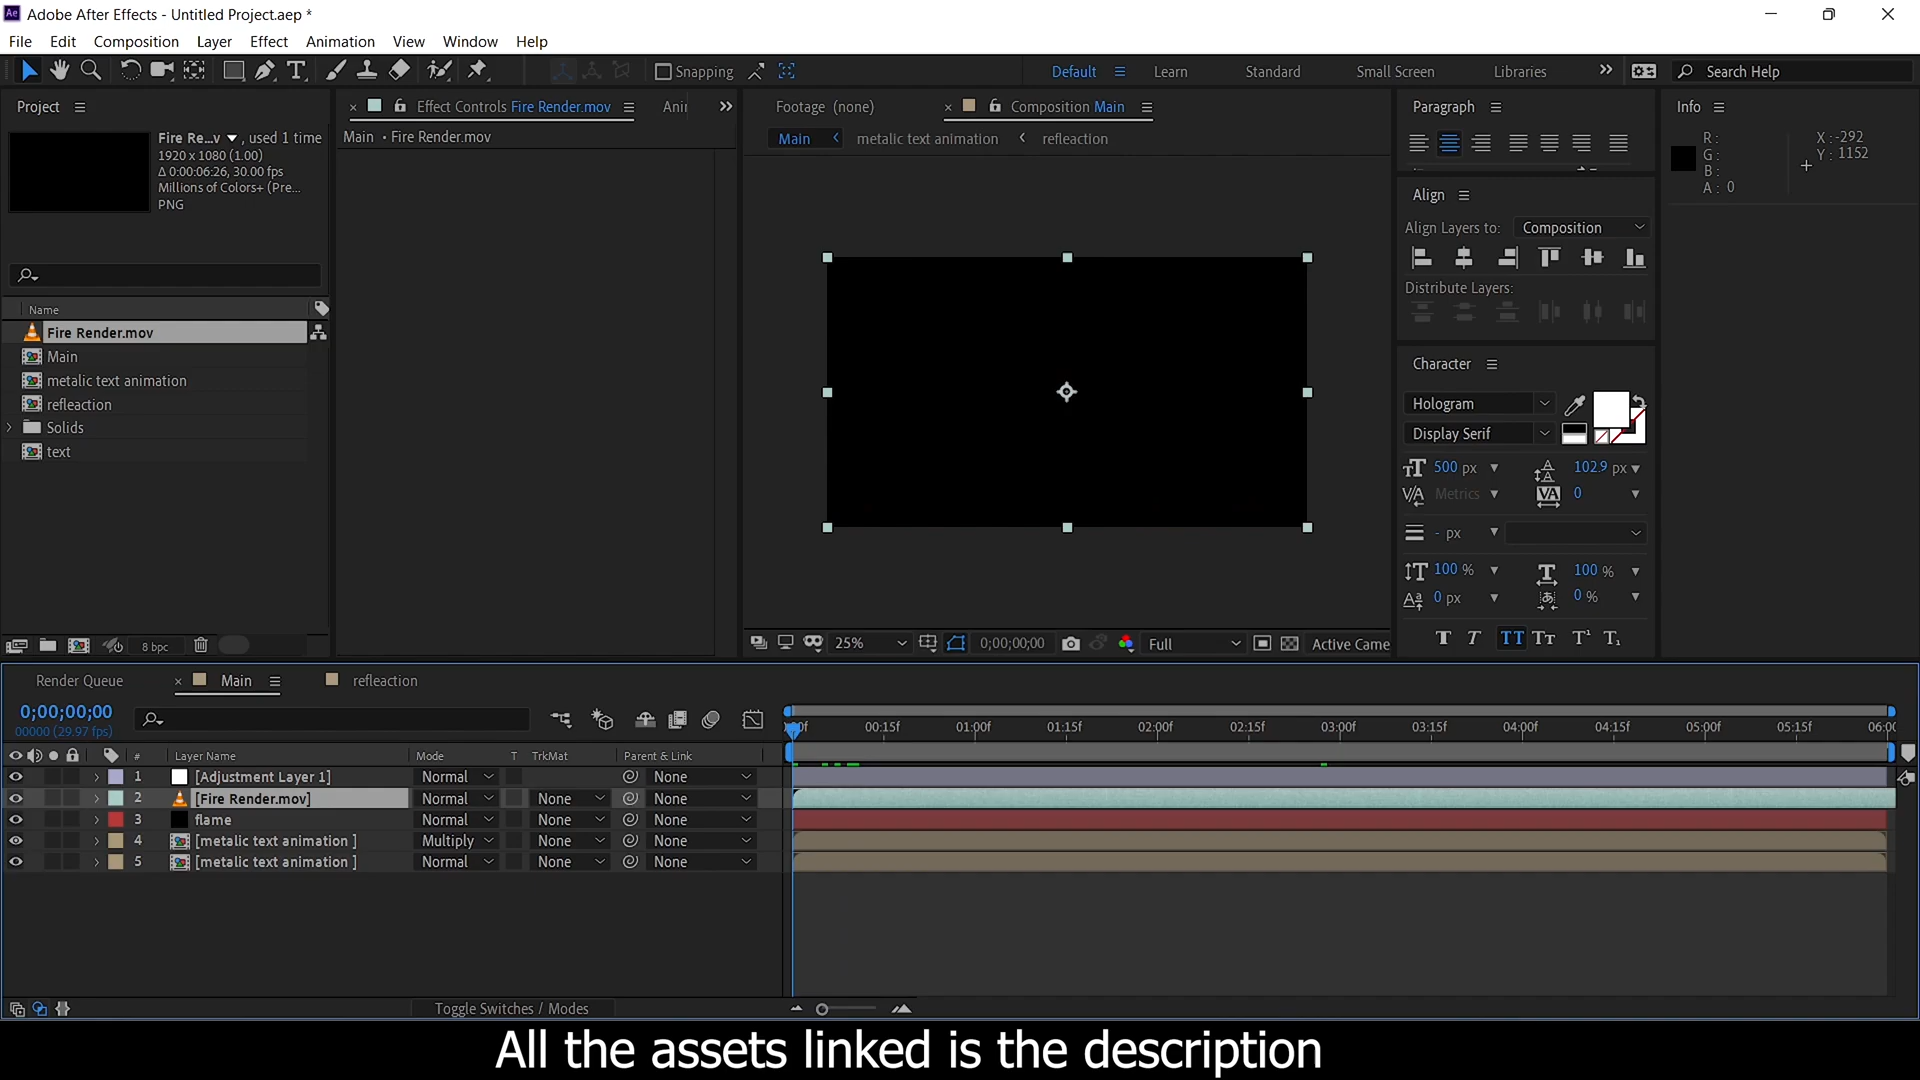 Ae Adobe After Effects - Untitled Project.aep *
File Edit Composition Layer Effect Animation View Window Help
Snapping Default Learn Standard Small Screen Libraries Search Help
Project
Fire Re...v , used 1 time
1920 x 1080 (1.00)
Δ 0:00:06:26, 30.00 fps
Millions of Colors+ (Pre...
PNG
Name
Fire Render.mov
Main
metalic text animation
refleaction
Solids
text
8 bpc
Effect Controls Fire Render.mov
Ani
Main • Fire Render.mov
Footage (none) Composition Main
Main metalic text animation refleaction
25% 0;00;00;00 Full Active Came
Paragraph
Align
Align Layers to: Composition
Distribute Layers:
Character
Hologram
Display Serif
500 px 102.9 px
Metrics 0
- px
100 % 100 %
0 px 0 %
T T TT Tт T¹ T₁
Info
R: X : -292
G: Y : 1152
B:
A: 0
Render Queue Main refleaction
0;00;00;00
00000 (29.97 fps)
:00f 00:15f 01:00f 01:15f 02:00f 02:15f 03:00f 03:15f 04:00f 04:15f 05:00f 05:15f 06:00
# Layer Name Mode T TrkMat Parent & Link
1 [Adjustment Layer 1] Normal None
2 [Fire Render.mov] Normal None None
3 flame Normal None None
4 [metalic text animation ] Multiply None None
5 [metalic text animation ] Normal None None
Toggle Switches / Modes
All the assets linked is the description